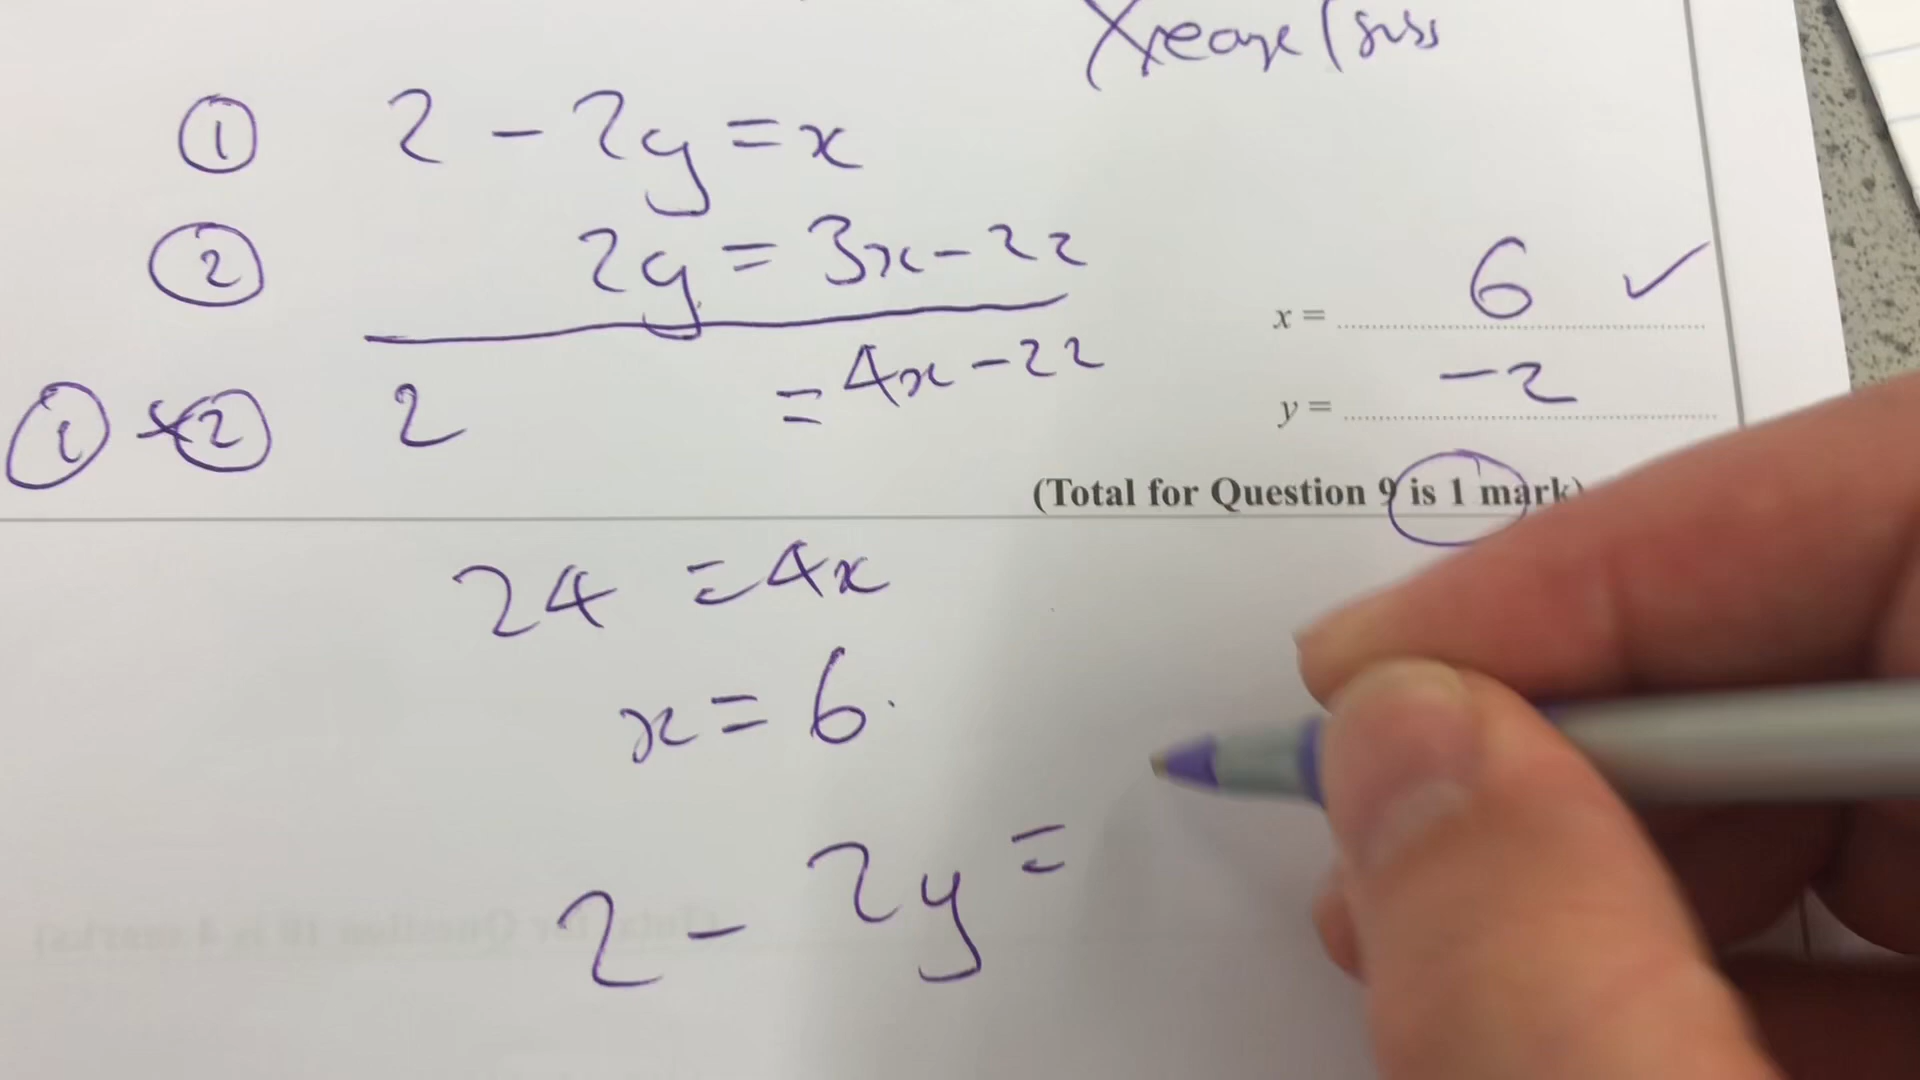 ① 2 - 2y = x
② 2y = 3x - 22
① + ② 2 = 4x - 22
x = 6 ✓
y = -2
(Total for Question 9 is 1 mark)
24 = 4x
x = 6.
2 - 2y =